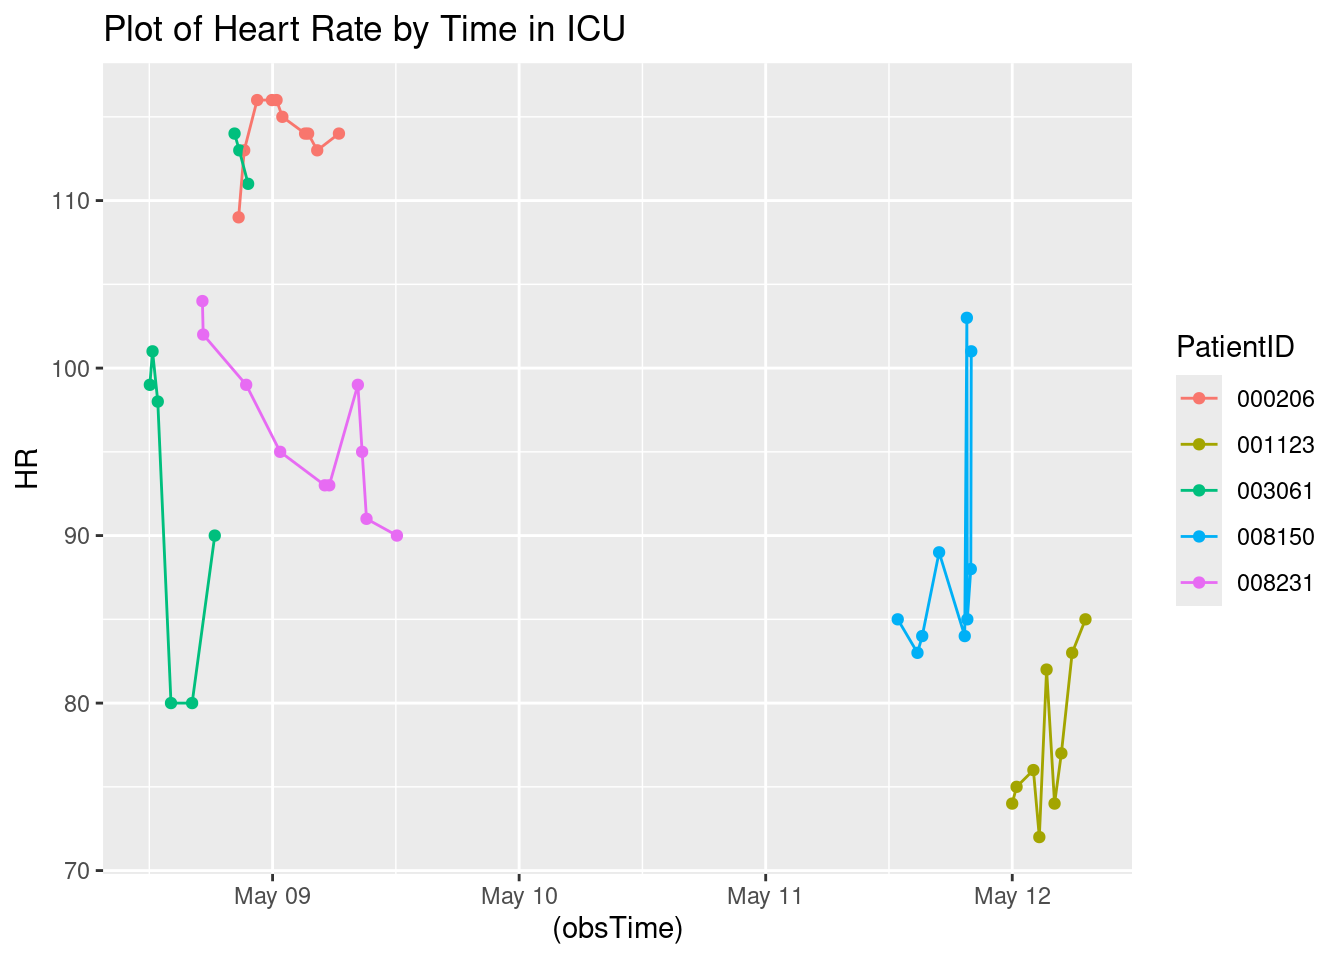 Plot of Heart Rate by Time in ICU
110
100
90
80
70
HR
May 09
May 10
May 11
May 12
(obsTime)
PatientID
000206
001123
003061
008150
008231